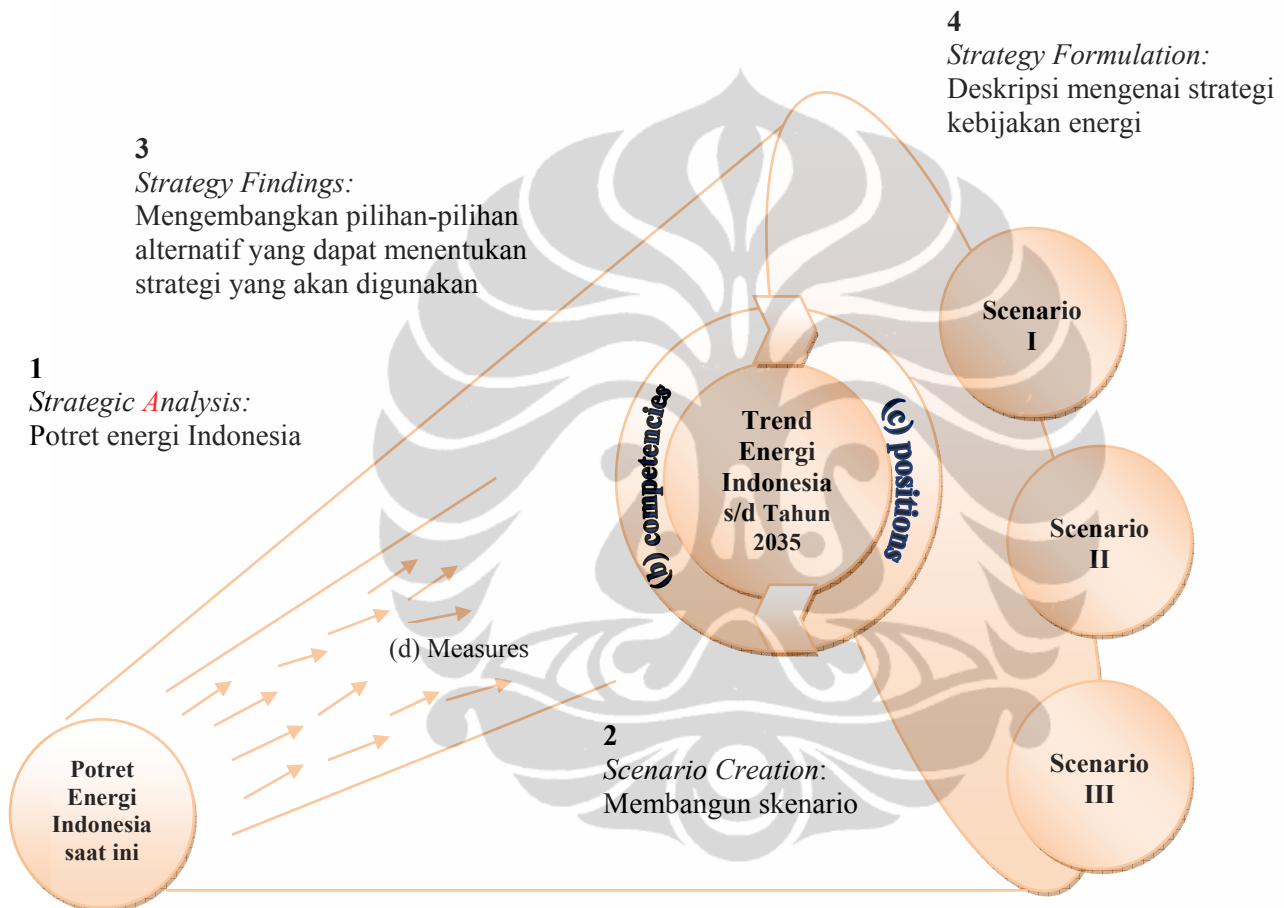 4
Strategy Formulation:
Deskripsi mengenai strategi
kebijakan energi
3
Strategy Findings:
Mengembangkan pilihan-pilihan
alternatif yang dapat menentukan
strategi yang akan digunakan
1
Strategic Analysis:
Potret energi Indonesia
Scenario
I
(b) competencies
Trend
Energi
Indonesia
s/d Tahun
2035
(c) positions
Scenario
II
(d) Measures
2
Scenario Creation:
Membangun skenario
Scenario
III
Potret
Energi
Indonesia
saat ini